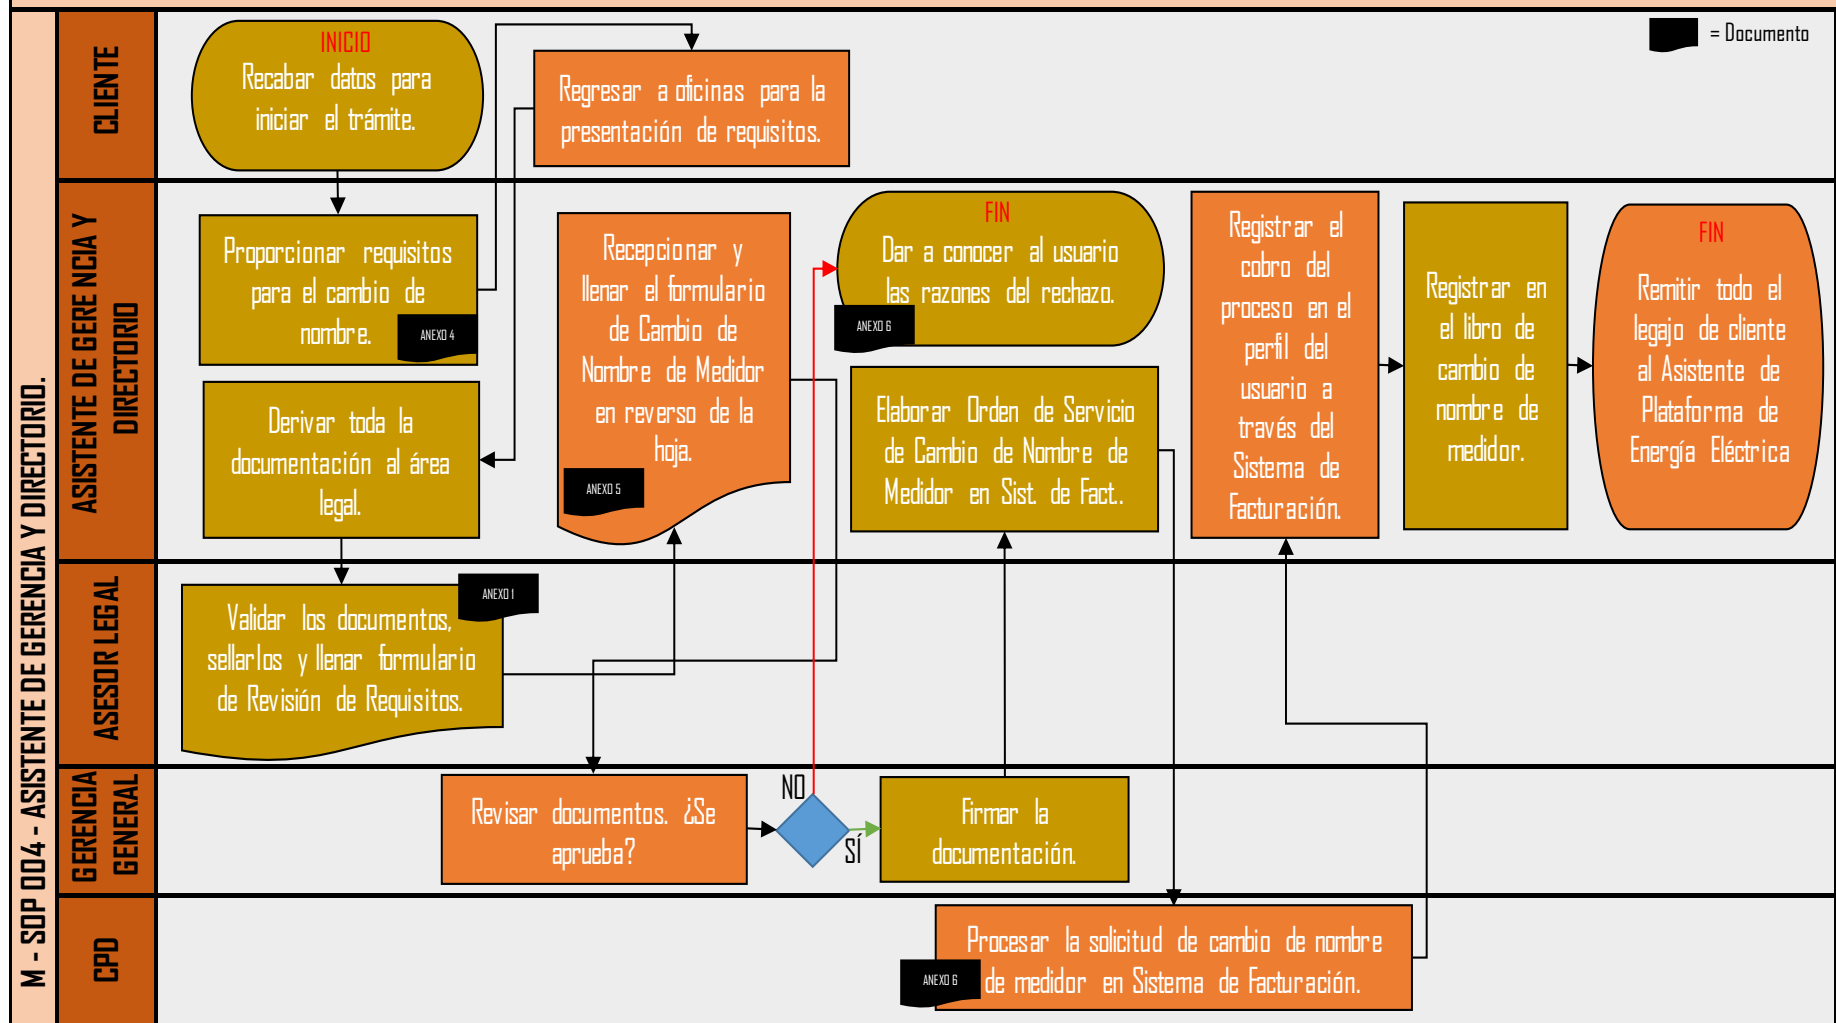 M - SOP 004 - ASISTENTE DE GERENCIA Y DIRECTORIO.
CLIENTE
INICIO
Recabar datos para
iniciar el trámite.
Regresar a oficinas para la
presentación de requisitos.
= Documento
ASISTENTE DE GERENCIA Y
DIRECTORIO
Proporcionar requisitos
para el cambio de
nombre.
ANEXO 4
Derivar toda la
documentación al área
legal.
Recepcionar y
llenar el formulario
de Cambio de
Nombre de Medidor
en reverso de la
hoja.
ANEXO 5
FIN
Dar a conocer al usuario
las razones del rechazo.
ANEXO 6
Elaborar Orden de Servicio
de Cambio de Nombre de
Medidor en Sist. de Fact..
Registrar el
cobro del
proceso en el
perfil del
usuario a
través del
Sistema de
Facturación.
Registrar en
el libro de
cambio de
nombre de
medidor.
FIN
Remitir todo el
legajo de cliente
al Asistente de
Plataforma de
Energía Eléctrica
ASESOR LEGAL
ANEXO 1
Validar los documentos,
sellarlos y llenar formulario
de Revisión de Requisitos.
GERENCIA
GENERAL
Revisar documentos. ¿Se
aprueba?
NO
SÍ
Firmar la
documentación.
CPD
Procesar la solicitud de cambio de nombre
de medidor en Sistema de Facturación.
ANEXO 6